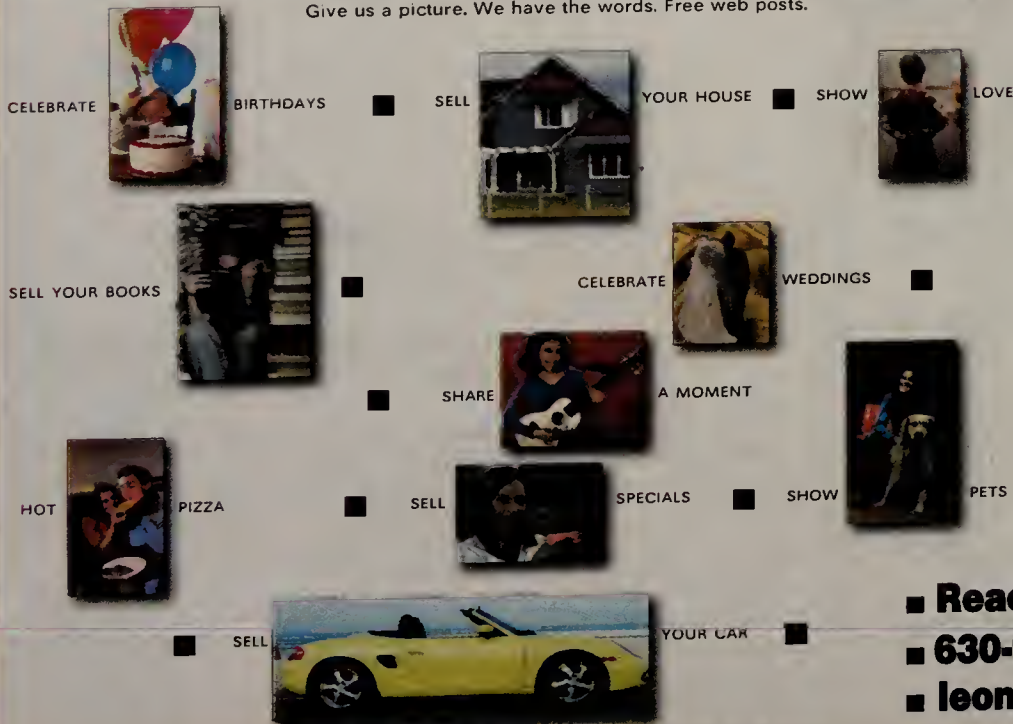 Give us a picture. We have the words. Free web posts.
CELEBRATE BIRTHDAYS ■ SELL YOUR HOUSE ■ SHOW LOVE
SELL YOUR BOOKS ■ CELEBRATE WEDDINGS ■
■ SHARE A MOMENT
HOT PIZZA ■ SELL SPECIALS ■ SHOW PETS
■ SELL YOUR CAR ■
■ 630-